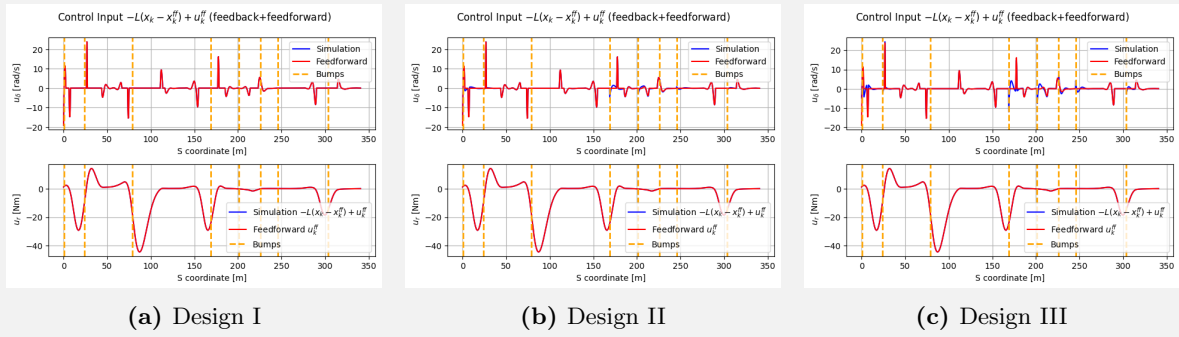 Control Input −L(x_k − x_k^ff) + u_k^ff (feedback+feedforward)
Simulation
Feedforward
Bumps
u_δ [rad/s]
20
10
0
−10
−20
0 50 100 150 200 250 300 350
S coordinate [m]
Simulation −L(x_k − x_k^ff) + u_k^ff
Feedforward u_k^ff
Bumps
u_r [Nm]
0
−20
−40
0 50 100 150 200 250 300 350
S coordinate [m]
(a) Design I
Control Input −L(x_k − x_k^ff) + u_k^ff (feedback+feedforward)
Simulation
Feedforward
Bumps
u_δ [rad/s]
20
10
0
−10
−20
0 50 100 150 200 250 300 350
S coordinate [m]
Simulation −L(x_k − x_k^ff) + u_k^ff
Feedforward u_k^ff
Bumps
u_r [Nm]
0
−20
−40
0 50 100 150 200 250 300 350
S coordinate [m]
(b) Design II
Control Input −L(x_k − x_k^ff) + u_k^ff (feedback+feedforward)
Simulation
Feedforward
Bumps
u_δ [rad/s]
20
10
0
−10
−20
0 50 100 150 200 250 300 350
S coordinate [m]
Simulation −L(x_k − x_k^ff) + u_k^ff
Feedforward u_k^ff
Bumps
u_r [Nm]
0
−20
−40
0 50 100 150 200 250 300 350
S coordinate [m]
(c) Design III